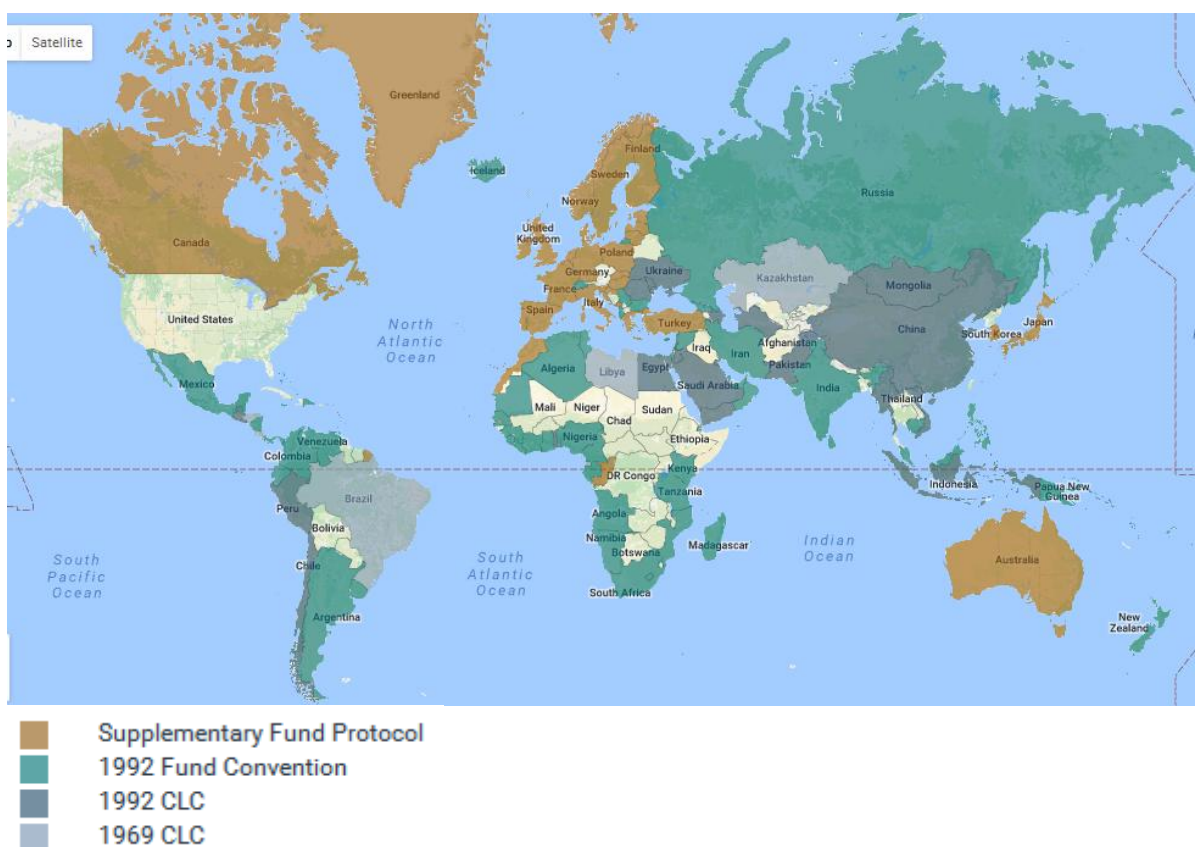 Satellite
Greenland
Iceland
Finland
Sweden
Norway
Russia
United
Kingdom
Canada
Poland
Germany
Ukraine
Kazakhstan
Mongolia
France
Italy
Spain
Turkey
United States
North
Atlantic
Ocean
South Korea
Japan
China
Afghanistan
Iraq
Iran
Pakistan
Algeria
Libya
Egypt
Saudi Arabia
India
Mexico
Mali
Niger
Chad
Sudan
Thailand
Venezuela
Nigeria
Ethiopia
Colombia
DR Congo
Kenya
Indonesia
Papua New
Guinea
Tanzania
Brazil
Peru
Angola
Bolivia
Namibia
Botswana
Madagascar
Indian
Ocean
South
Pacific
Ocean
South
Atlantic
Ocean
Chile
Australia
South Africa
Argentina
New
Zealand
Supplementary Fund Protocol
1992 Fund Convention
1992 CLC
1969 CLC